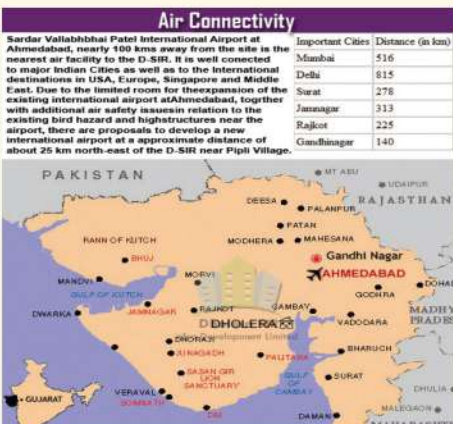 Air Connectivity
Sardar Vallabhbhai Patel International Airport at
Ahmedabad, nearly 100 kms away from the site is the
nearest air facility to the D-SIR. It is well conected
to major Indian Cities as well as to the International
destinations in USA, Europe, Singapore and Middle
East. Due to the limited room for theexpansion of the
existing international airport atAhmedabad, togrther
with additional air safety issuesin relation to the
existing bird hazard and highstructures near the
airport, there are proposals to develop a new
international airport at a approximate distance of
about 25 km north-east of the D-SIR near Pipli Village.
Important Cities Distance (in km)
Mumbai 516
Delhi 815
Surat 278
Jamnagar 313
Rajkot 225
Gandhinagar 140
PAKISTAN
MT ABU
UDAIPUR
DEESA
PALANPUR
RAJASTHAN
PATAN
RANN OF KUTCH
MODHERA
MAHESANA
BHUJ
Gandhi Nagar
MANDVI
MORVI
AHMEDABAD
GULF OF KUTCH
GODHRA
DOHA
DWARKA
JAMNAGAR
RAJKOT
CAMBAY
MADHY
PRADES
DHOLERA
VADODARA
Development Limited
DHORAJI
JUNAGADH
PALITANA
BHARUCH
SASAN GIR
LION
SANCTUARY
GULF
OF
CAMBAY
SURAT
DHULIA
VERAVAL
SOMNATH
GUJARAT
DIU
DAMAN
MALEGAON